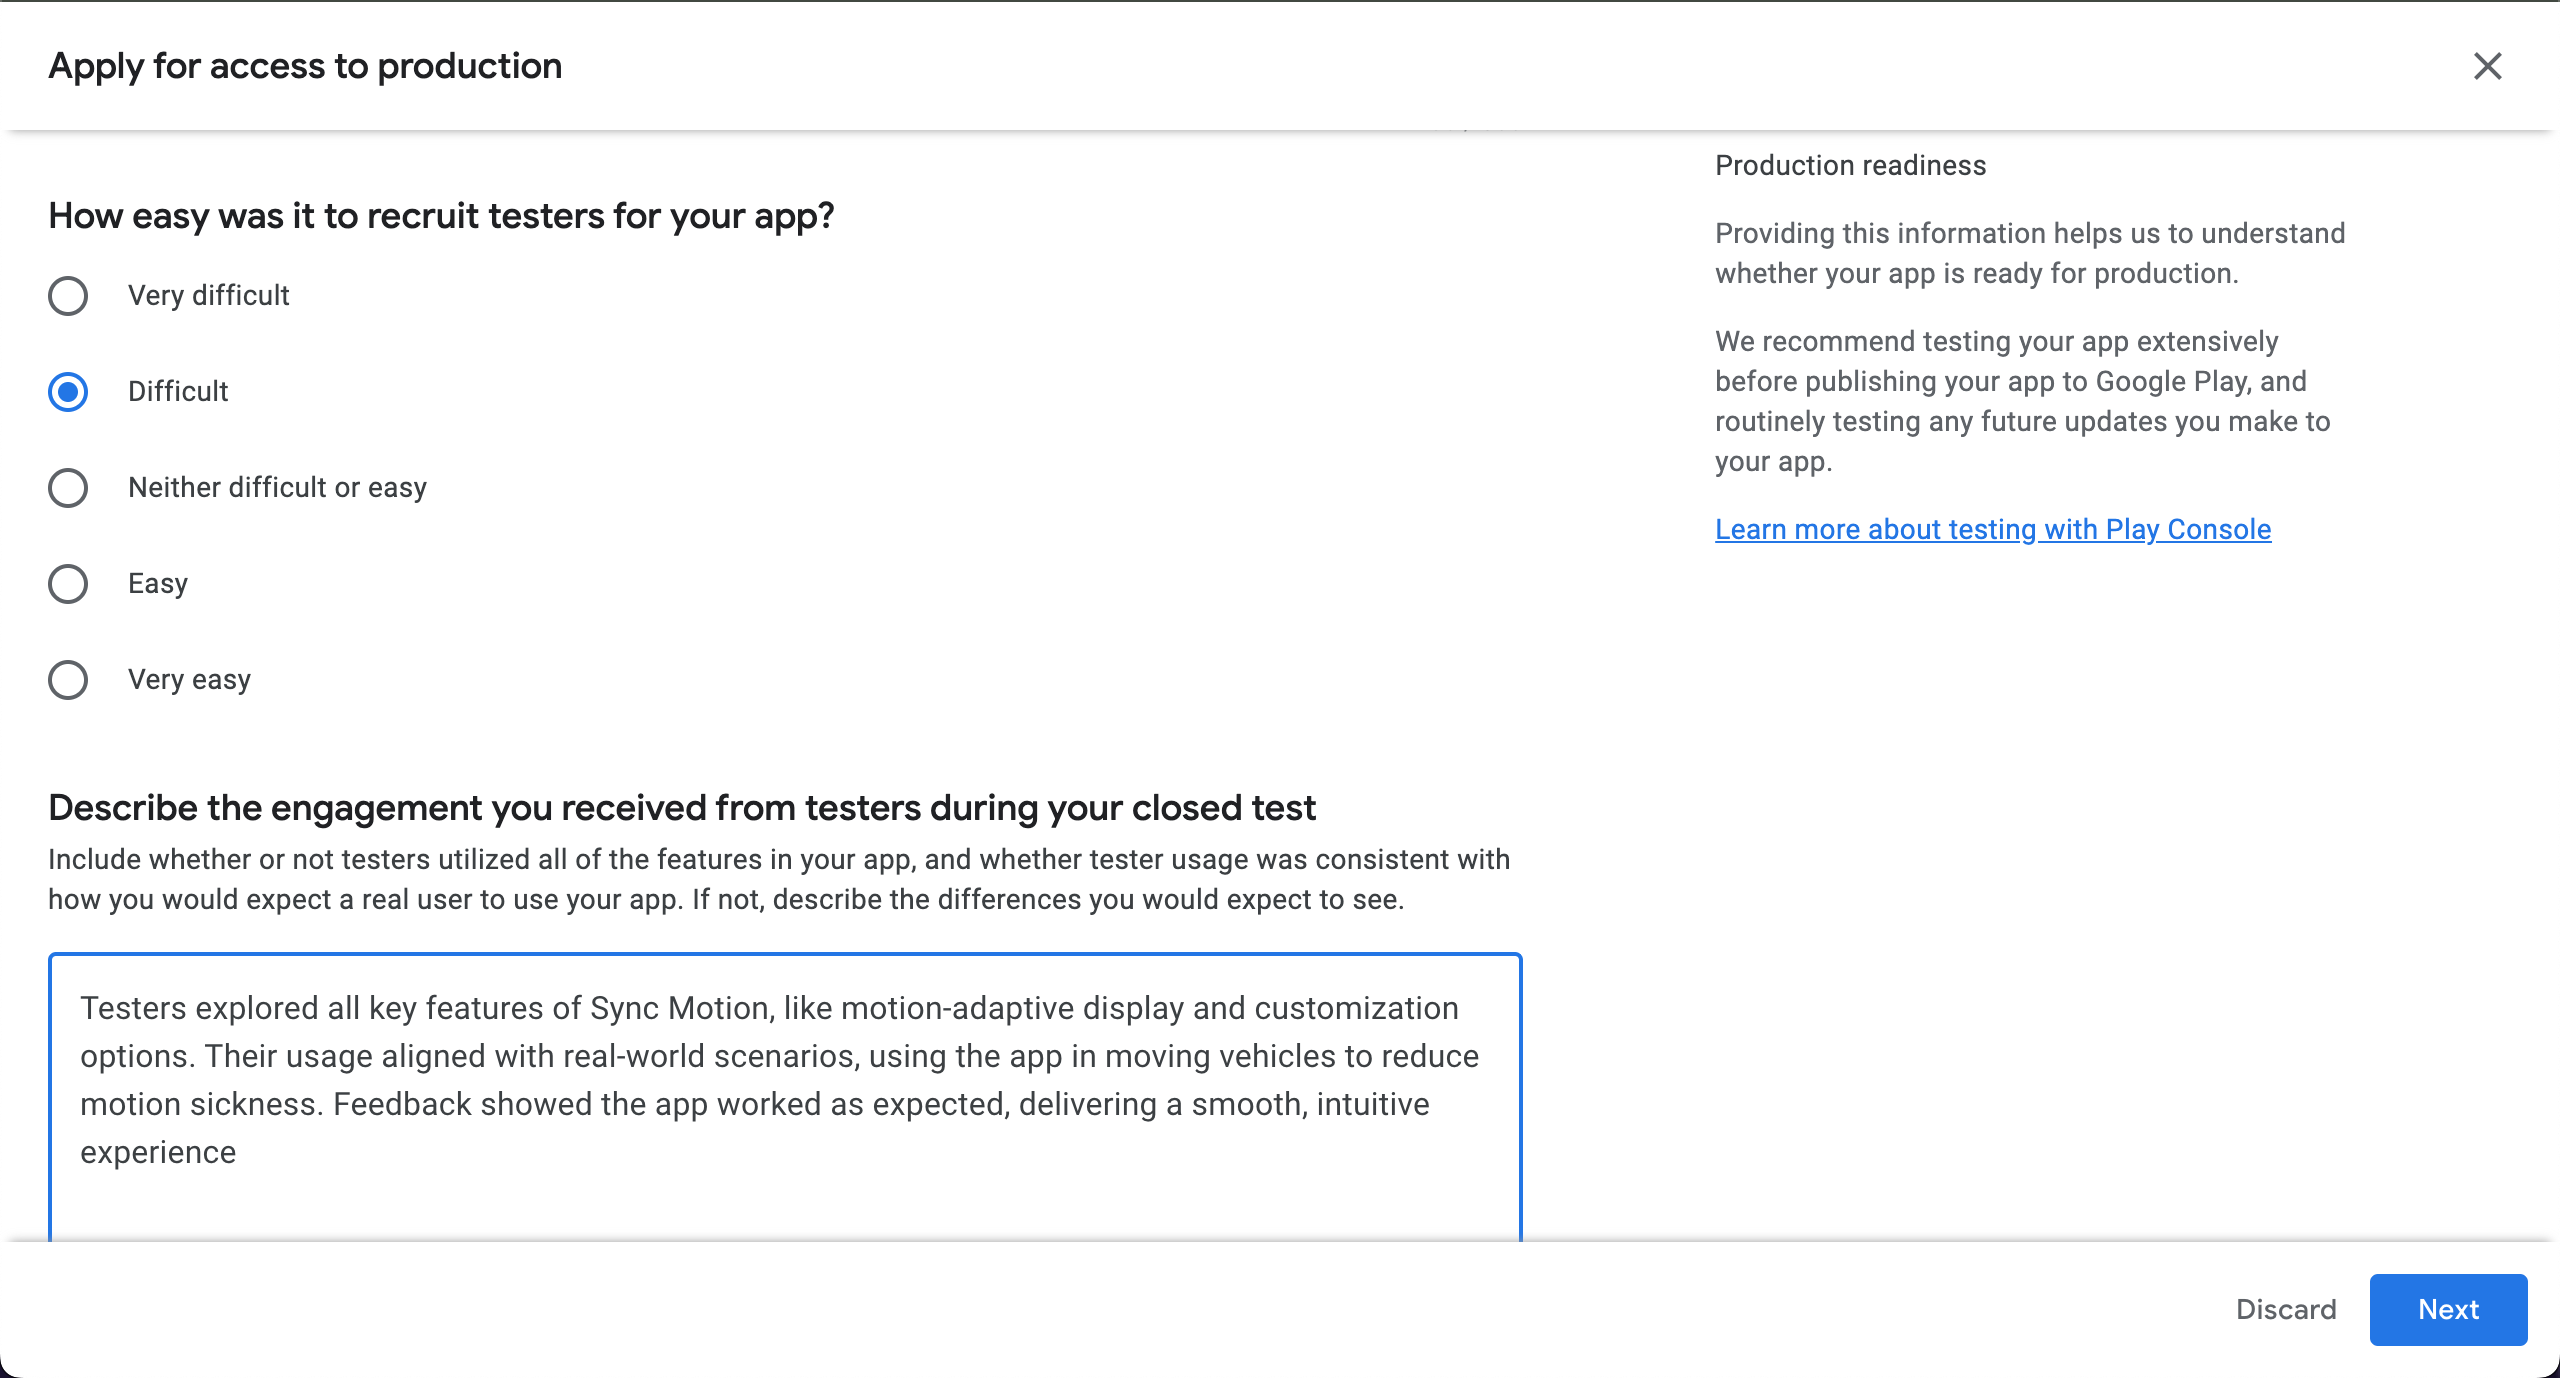 Apply for access to production
How easy was it to recruit testers for your app?
Very difficult
Difficult
Neither difficult or easy
Easy
Very easy
Describe the engagement you received from testers during your closed test
Include whether or not testers utilized all of the features in your app, and whether tester usage was consistent with
how you would expect a real user to use your app. If not, describe the differences you would expect to see.
Testers explored all key features of Sync Motion, like motion-adaptive display and customization
options. Their usage aligned with real-world scenarios, using the app in moving vehicles to reduce
motion sickness. Feedback showed the app worked as expected, delivering a smooth, intuitive
experience
Production readiness
Providing this information helps us to understand
whether your app is ready for production.
We recommend testing your app extensively
before publishing your app to Google Play, and
routinely testing any future updates you make to
your app.
Learn more about testing with Play Console
Discard
Next